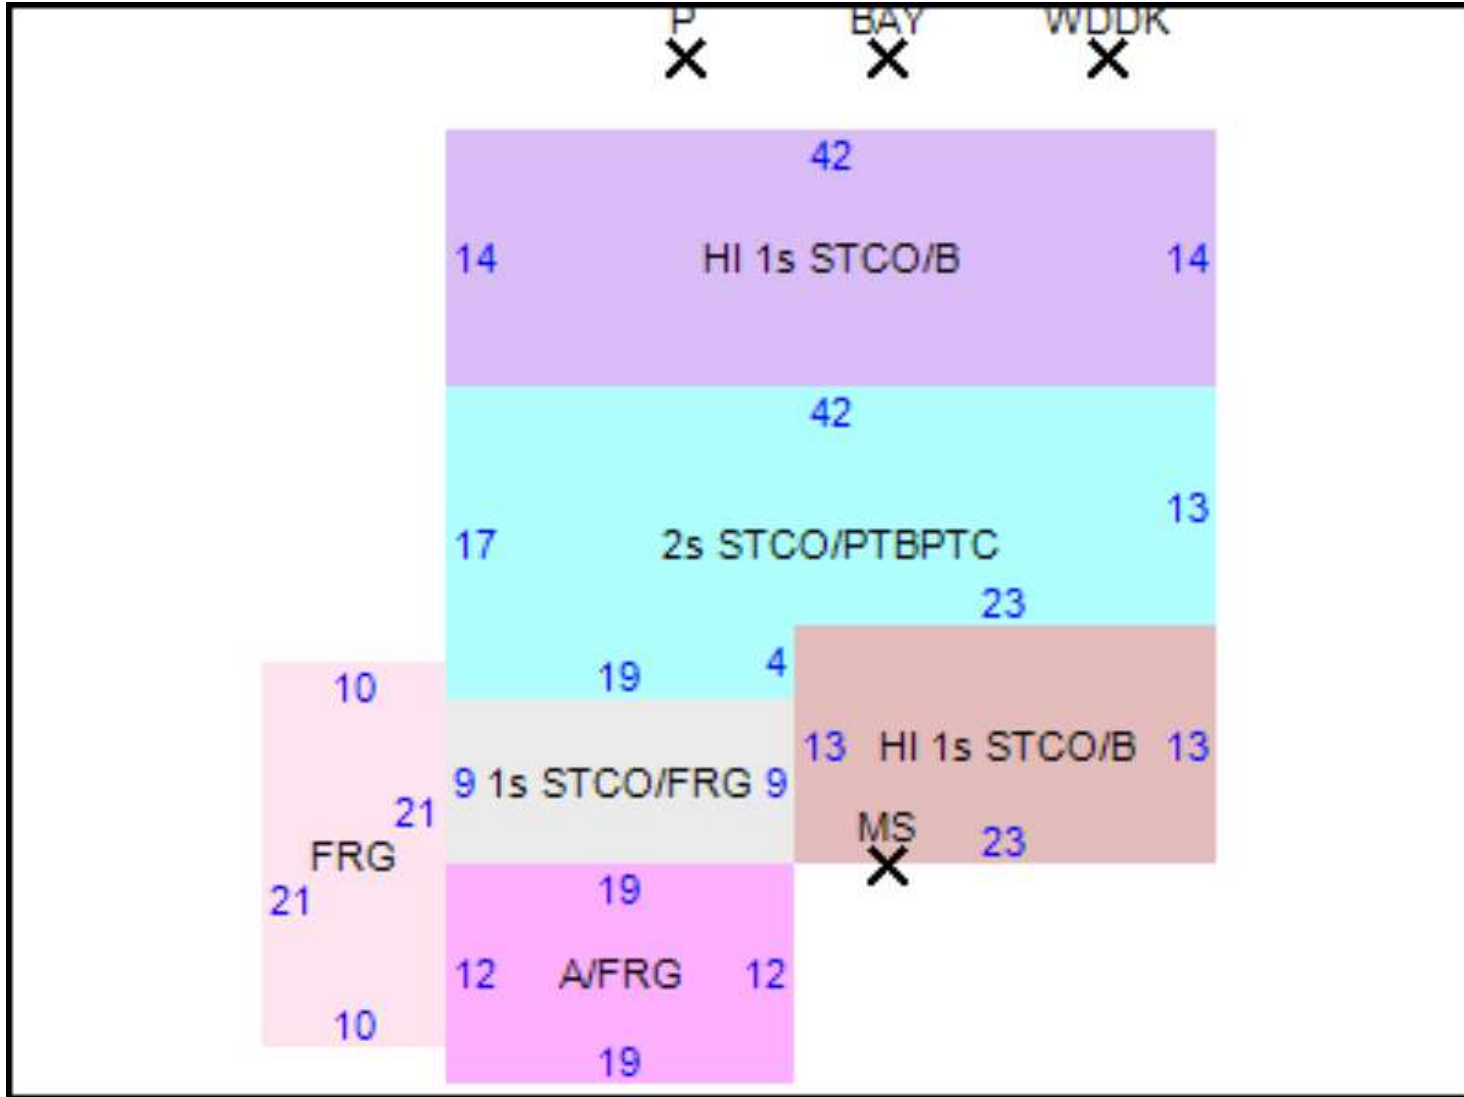 P BAY WDDK
42
14 HI 1s STCO/B 14
42
13
17 2s STCO/PTBPTC
23
4
19
10
13 HI 1s STCO/B 13
9 1s STCO/FRG 9
21
MS
23
FRG
19
21
12 A/FRG 12
10
19